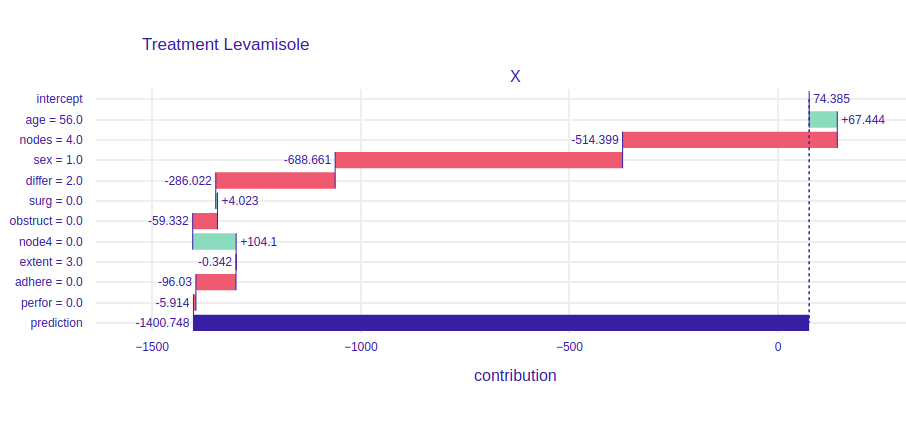 Treatment Levamisole
X
intercept 74.385
age = 56.0 +67.444
nodes = 4.0 -514.399
sex = 1.0 -688.661
differ = 2.0 -286.022
surg = 0.0 +4.023
obstruct = 0.0 -59.332
node4 = 0.0 +104.1
extent = 3.0 -0.342
adhere = 0.0 -96.03
perfor = 0.0 -5.914
prediction -1400.748
−1500 −1000 −500 0
contribution